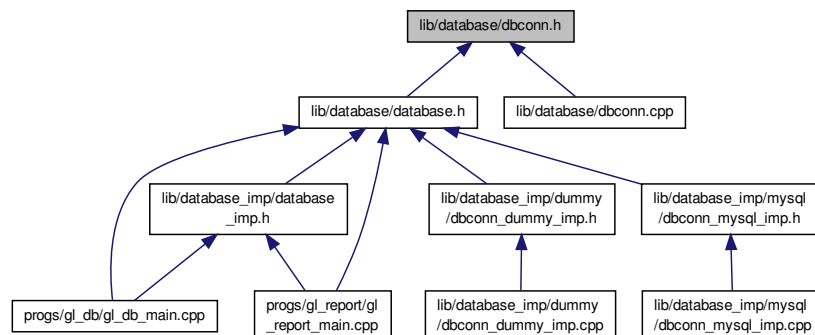 lib/database/dbconn.h
lib/database/database.h
lib/database/dbconn.cpp
lib/database_imp/database
_imp.h
lib/database_imp/dummy
/dbconn_dummy_imp.h
lib/database_imp/mysql
/dbconn_mysql_imp.h
progs/gl_db/gl_db_main.cpp
progs/gl_report/gl
_report_main.cpp
lib/database_imp/dummy
/dbconn_dummy_imp.cpp
lib/database_imp/mysql
/dbconn_mysql_imp.cpp